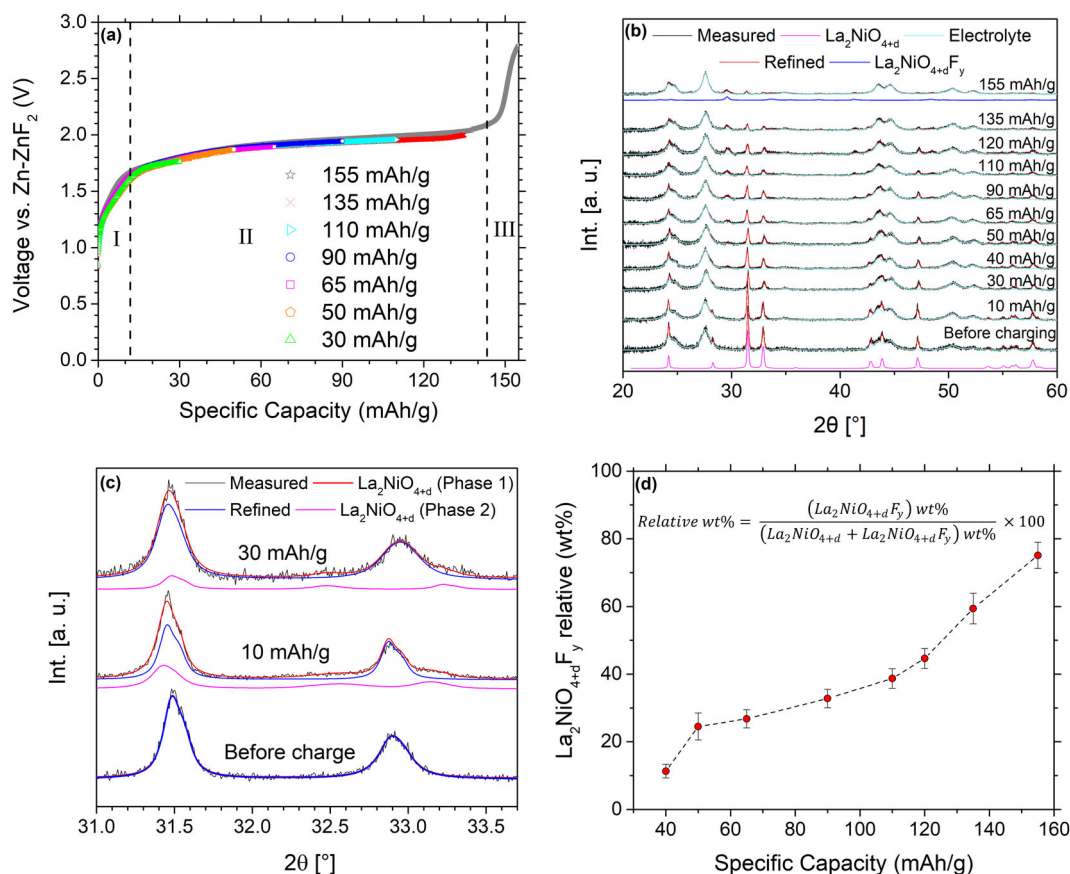 (a)
3.0
2.5
2.0
1.5
1.0
0.5
0.0
Voltage vs. Zn-ZnF₂ (V)
I
II
III
155 mAh/g
135 mAh/g
110 mAh/g
90 mAh/g
65 mAh/g
50 mAh/g
30 mAh/g
0 30 60 90 120 150
Specific Capacity (mAh/g)
(b)
Measured La₂NiO₄₊d Electrolyte
Refined La₂NiO₄₊dFy
155 mAh/g
135 mAh/g
120 mAh/g
110 mAh/g
90 mAh/g
65 mAh/g
50 mAh/g
40 mAh/g
30 mAh/g
10 mAh/g
Before charging
Int. [a. u.]
20 30 40 50 60
2θ [°]
(c)
Measured La₂NiO₄₊d (Phase 1)
Refined La₂NiO₄₊d (Phase 2)
30 mAh/g
10 mAh/g
Before charge
Int. [a. u.]
31.0 31.5 32.0 32.5 33.0 33.5
2θ [°]
(d)
100
80
60
40
20
0
La₂NiO₄₊dFy relative (wt%)
Relative wt% = (La₂NiO₄₊dFy) wt% / (La₂NiO₄₊d + La₂NiO₄₊dFy) wt% × 100
40 60 80 100 120 140 160
Specific Capacity (mAh/g)